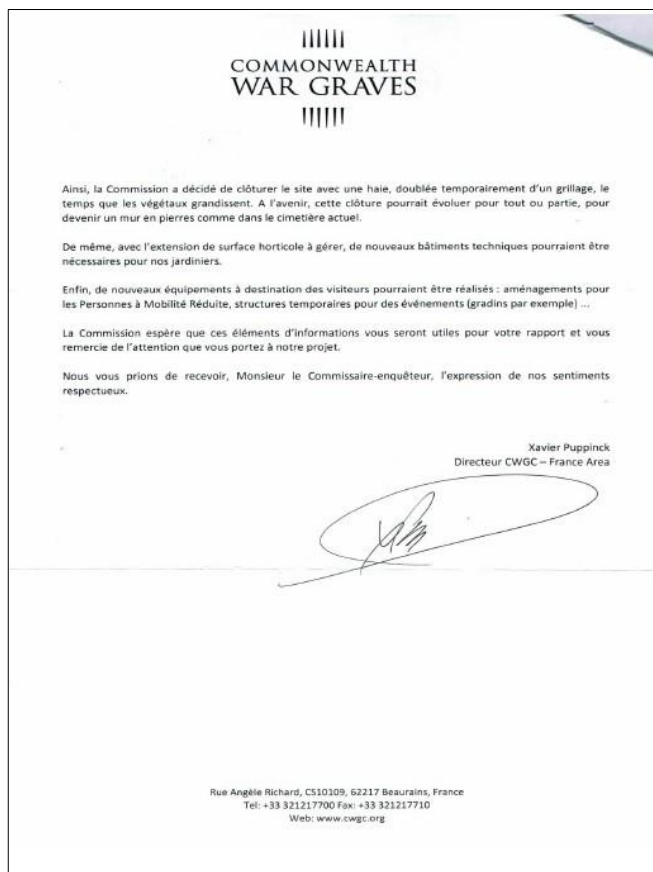 COMMONWEALTH
WAR GRAVES
Ainsi, la Commission a décidé de clôturer le site avec une haie, doublée temporairement d'un grillage, le
temps que les végétaux grandissent. A l'avenir, cette clôture pourrait évoluer pour tout ou partie, pour
devenir un mur en pierres comme dans le cimetière actuel.
De même, avec l'extension de surface horticole à gérer, de nouveaux bâtiments techniques pourraient être
nécessaires pour nos jardiniers.
Enfin, de nouveaux équipements à destination des visiteurs pourraient être réalisés : aménagements pour
les Personnes à Mobilité Réduite, structures temporaires pour des événements (gradins par exemple) ...
La Commission espère que ces éléments d'informations vous seront utiles pour votre rapport et vous
remercie de l'attention que vous portez à notre projet.
Nous vous prions de recevoir, Monsieur le Commissaire-enquêteur, l'expression de nos sentiments
respectueux.
Xavier Puppinck
Directeur CWGC – France Area
Rue Angèle Richard, CS10109, 62217 Beaurains, France
Tel: +33 321217700 Fax: +33 321217710
Web: www.cwgc.org